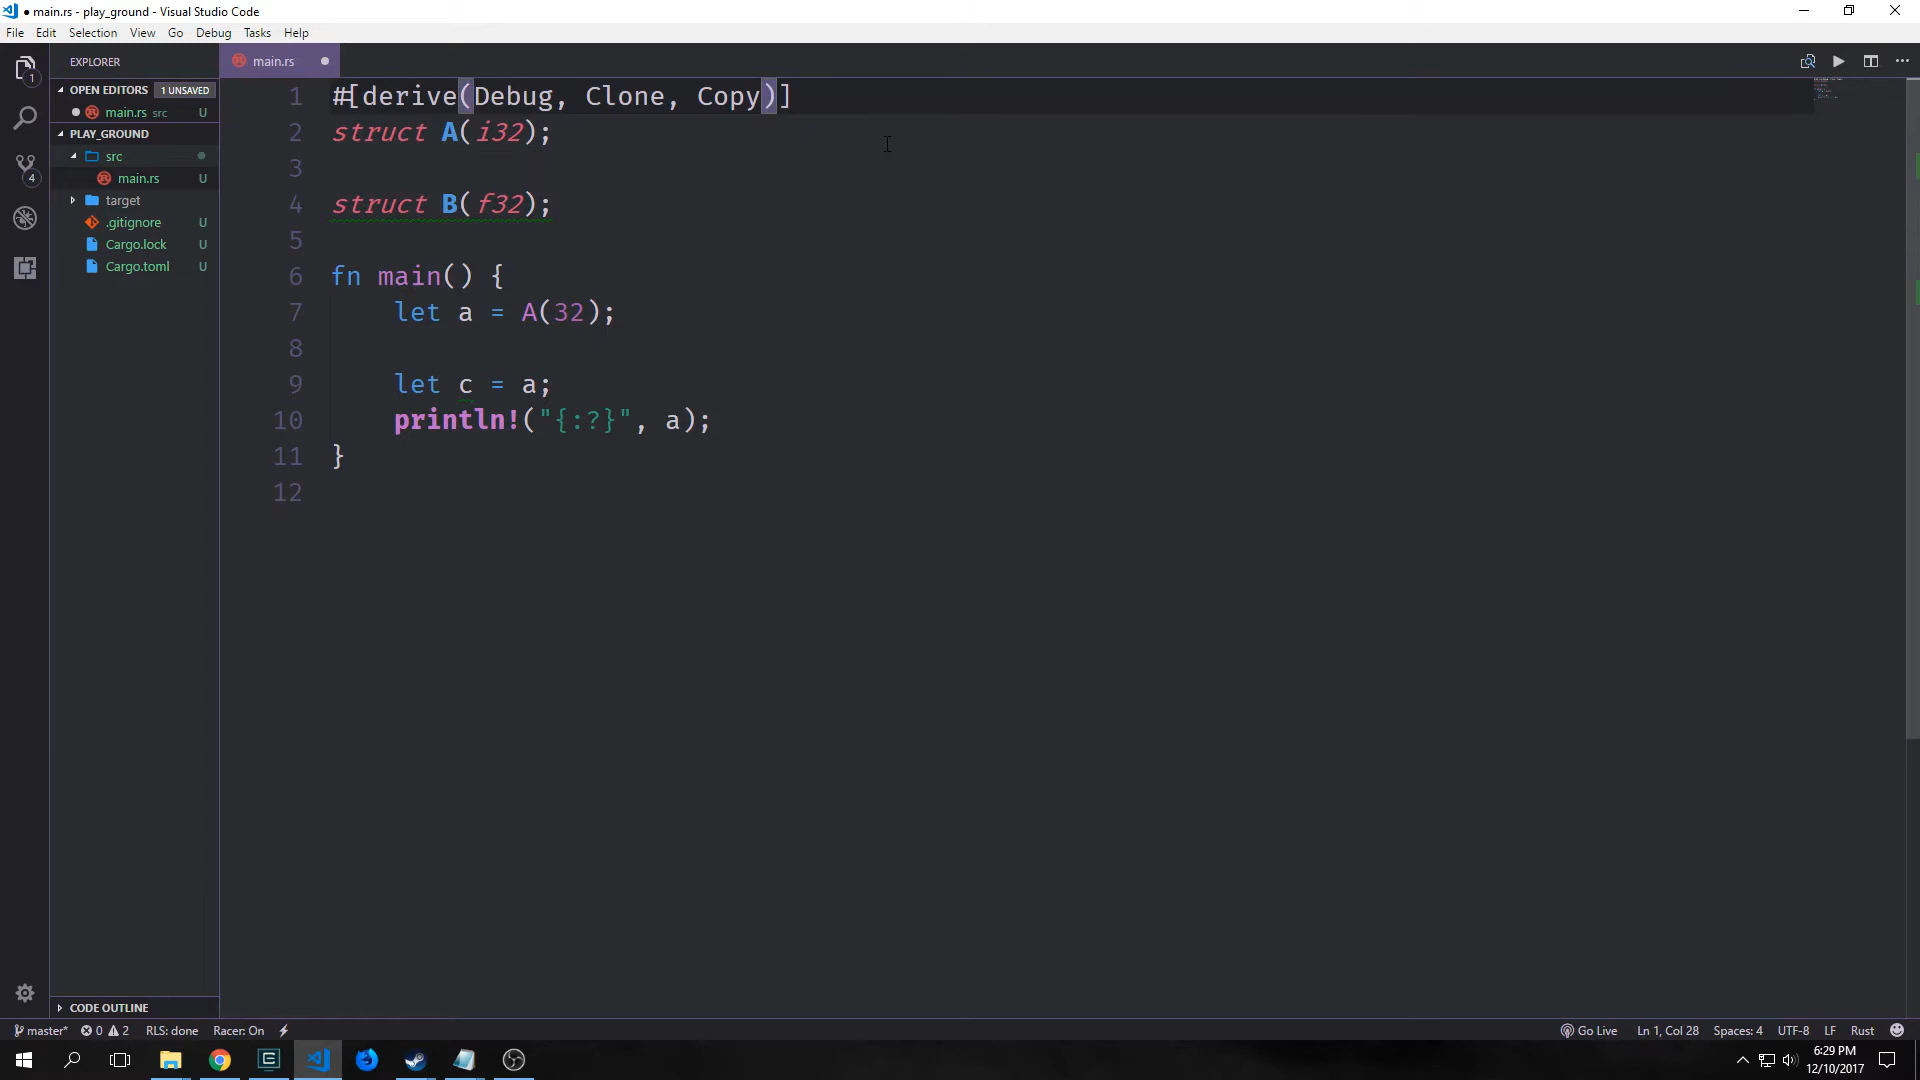 ● main.rs - play_ground - Visual Studio Code
File Edit Selection View Go Debug Tasks Help
EXPLORER
main.rs
OPEN EDITORS 1 UNSAVED
main.rs src U
PLAY_GROUND
src
main.rs U
target
.gitignore U
Cargo.lock U
Cargo.toml U
1
4
1 #[derive(Debug, Clone, Copy)]
2 struct A(i32);
3
4 struct B(f32);
5
6 fn main() {
7     let a = A(32);
8
9     let c = a;
10     println!("{:?}", a);
11 }
12
CODE OUTLINE
master* 0 2 RLS: done Racer: On Go Live Ln 1, Col 28 Spaces: 4 UTF-8 LF Rust
6:29 PM
12/10/2017